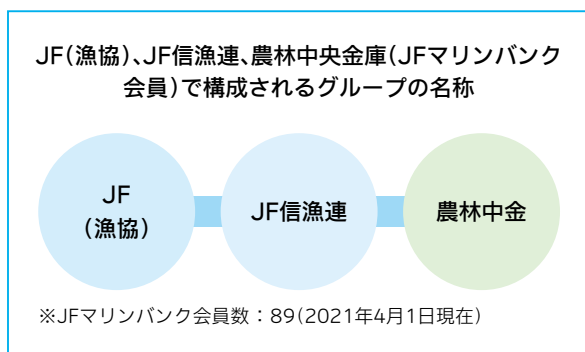 JF(漁協)、JF信漁連、農林中央金庫(JFマリンバンク
会員)で構成されるグループの名称
JF
(漁協)
JF信漁連
農林中金
※JFマリンバンク会員数：89(2021年4月1日現在)